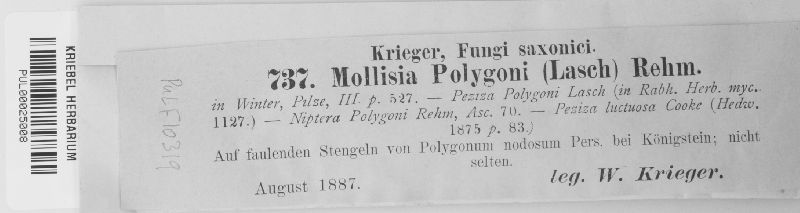 KRIEBEL HERBARIUM
PUL00025008
PULF10319
Krieger, Fungi saxonici.
737. Mollisia Polygoni (Lasch) Rehm.
in Winter, Pilze, III. p. 527. — Peziza Polygoni Lasch (in Rabh. Herb. myc.
1127.) — Niptera Polygoni Rehm, Asc. 70. — Peziza luctuosa Cooke (Hedw.
1875 p. 83.)
Auf faulenden Stengeln von Polygonum nodosum Pers. bei Königstein; nicht
selten.
August 1887.
leg. W. Krieger.